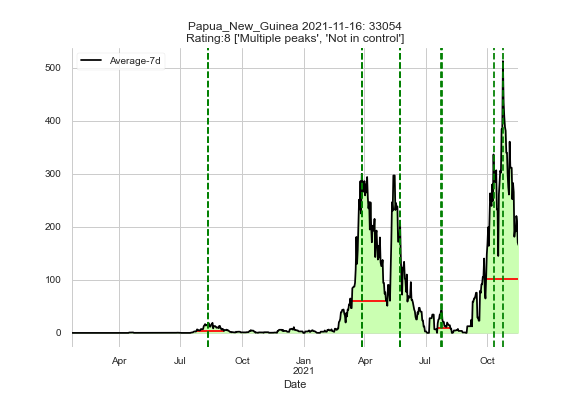 Papua_New_Guinea 2021-11-16: 33054
Rating:8 ['Multiple peaks', 'Not in control']
Average-7d
500
400
300
200
100
0
Apr Jul Oct Jan Apr Jul Oct
2021
Date